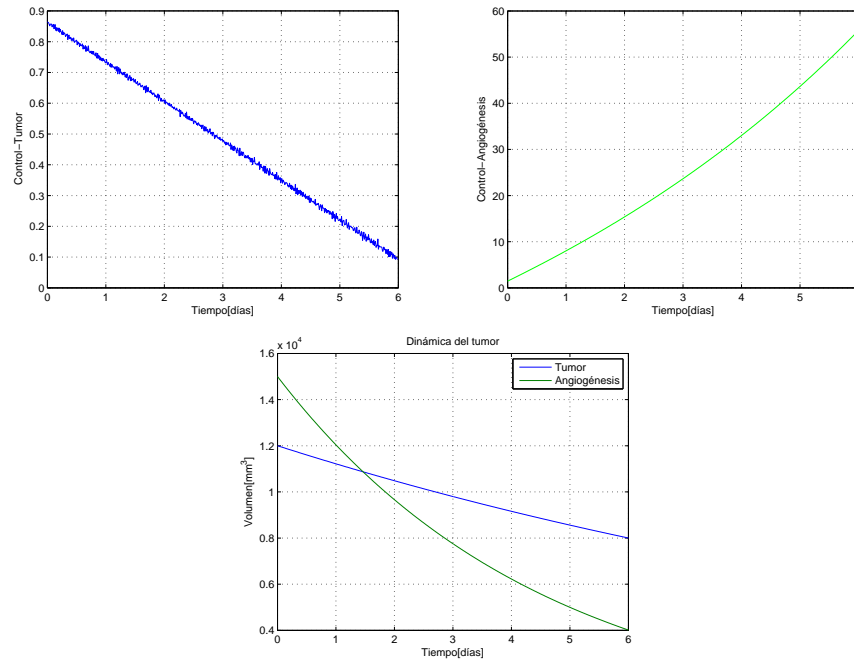 0.9
0.8
0.7
0.6
0.5
0.4
0.3
0.2
0.1
0
Control-Tumor
0 1 2 3 4 5 6
Tiempo[días]
60
50
40
30
20
10
0
Control-Angiogénesis
0 1 2 3 4 5
Tiempo[días]
Dinámica del tumor
x 10^4
1.6
1.4
1.2
1
0.8
0.6
0.4
Volumen[mm³]
Tumor
Angiogénesis
0 1 2 3 4 5 6
Tiempo[días]